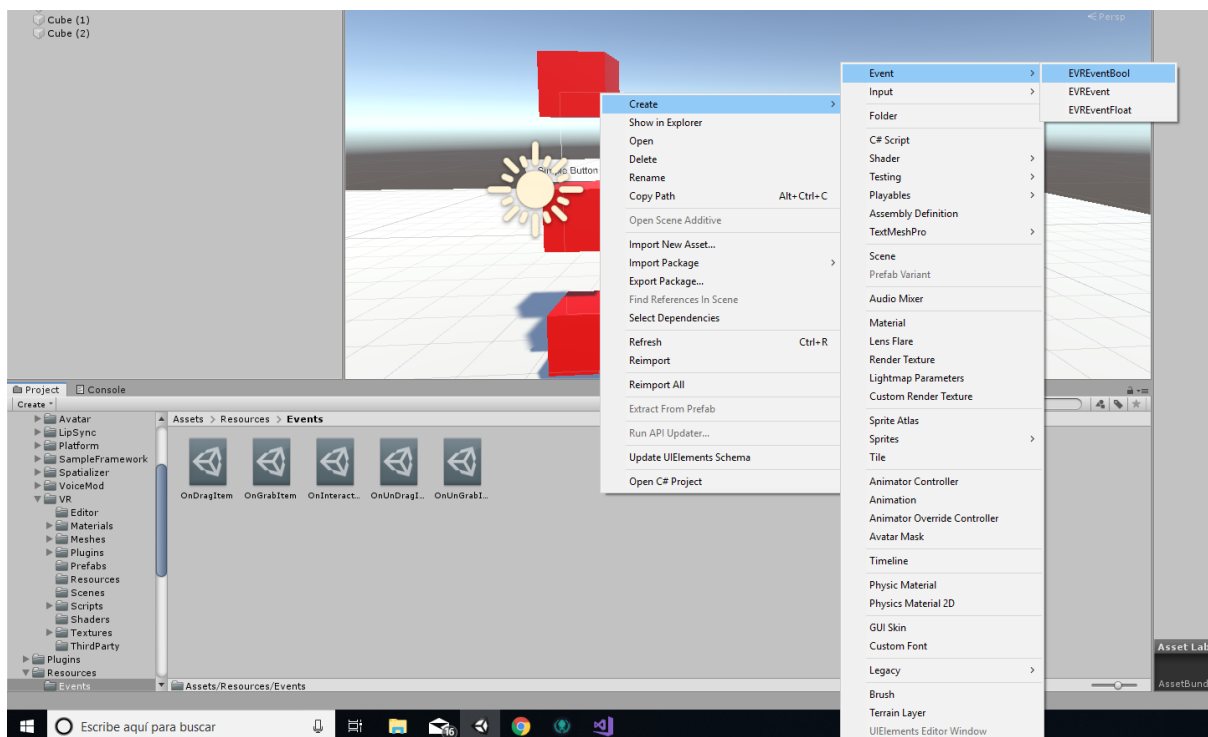 Cube (1)
Cube (2)
Persp
Button
Create
Show in Explorer
Open
Delete
Rename
Copy Path Alt+Ctrl+C
Open Scene Additive
Import New Asset...
Import Package
Export Package...
Find References In Scene
Select Dependencies
Refresh Ctrl+R
Reimport
Reimport All
Extract From Prefab
Run API Updater...
Update UIElements Schema
Open C# Project
Event
Input
Folder
C# Script
Shader
Testing
Playables
Assembly Definition
TextMeshPro
Scene
Prefab Variant
Audio Mixer
Material
Lens Flare
Render Texture
Lightmap Parameters
Custom Render Texture
Sprite Atlas
Sprites
Tile
Animator Controller
Animation
Animator Override Controller
Avatar Mask
Timeline
Physic Material
Physics Material 2D
GUI Skin
Custom Font
Legacy
Brush
Terrain Layer
UIElements Editor Window
EVREventBool
EVREvent
EVREventFloat
Project Console
Create
Avatar
LipSync
Platform
SampleFramework
Spatializer
VoiceMod
VR
Editor
Materials
Meshes
Plugins
Prefabs
Resources
Scenes
Scripts
Shaders
Textures
ThirdParty
Plugins
Resources
Events
Assets > Resources > Events
OnDragItem OnGrabItem OnInteract... OnUnDragI... OnUnGrabI...
Assets/Resources/Events
Asset Lab
AssetBund
Escribe aquí para buscar
16